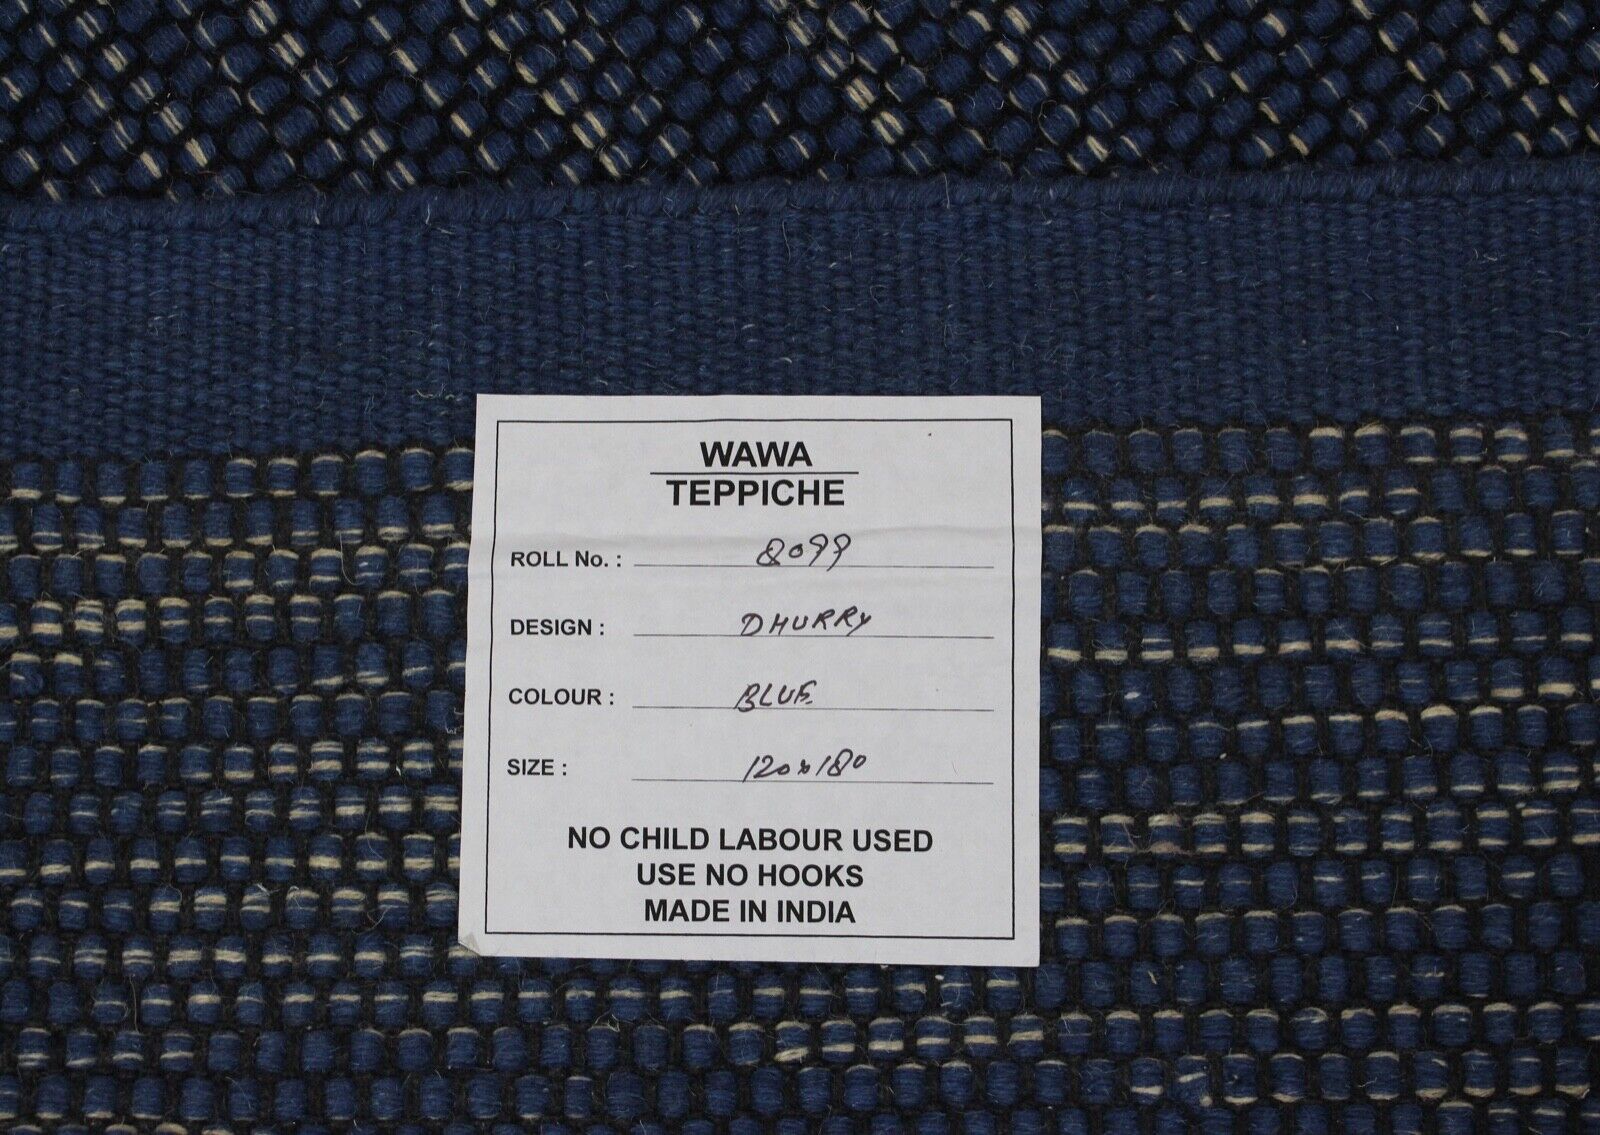 WAWA
TEPPICHE
ROLL No. : 8099
DESIGN : DHURRY
COLOUR : BLUE
SIZE : 120x180
NO CHILD LABOUR USED
USE NO HOOKS
MADE IN INDIA